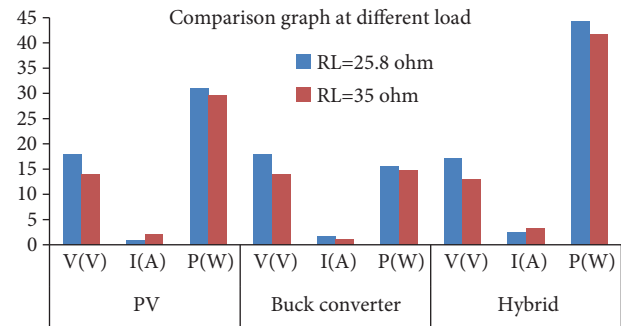 Comparison graph at different load
RL=25.8 ohm
RL=35 ohm
45
40
35
30
25
20
15
10
5
0
V(V) I(A) P(W) V(V) I(A) P(W) V(V) I(A) P(W)
PV Buck converter Hybrid